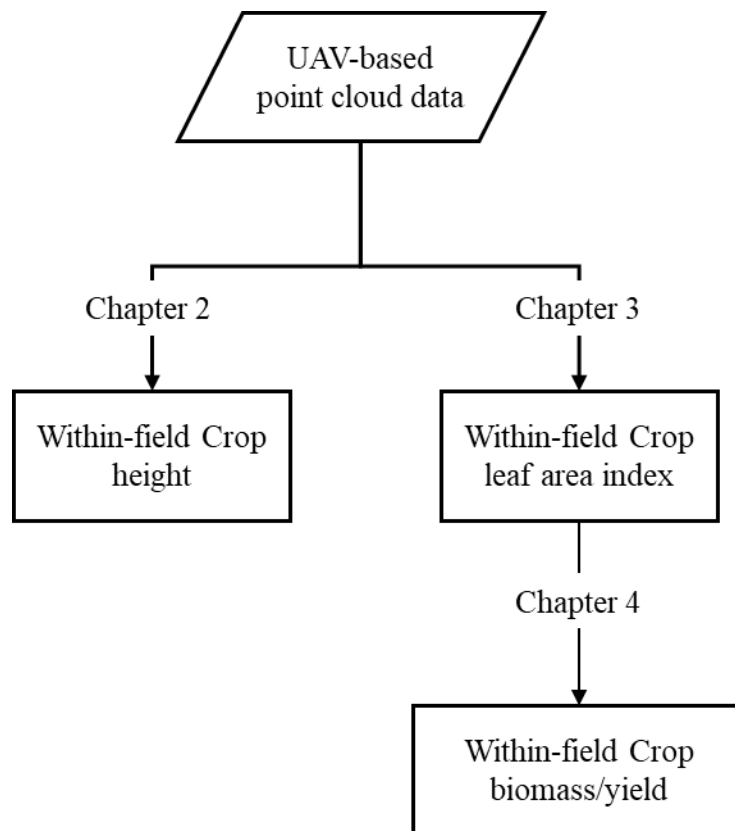 UAV-based
point cloud data
Chapter 2
Chapter 3
Within-field Crop
height
Within-field Crop
leaf area index
Chapter 4
Within-field Crop
biomass/yield